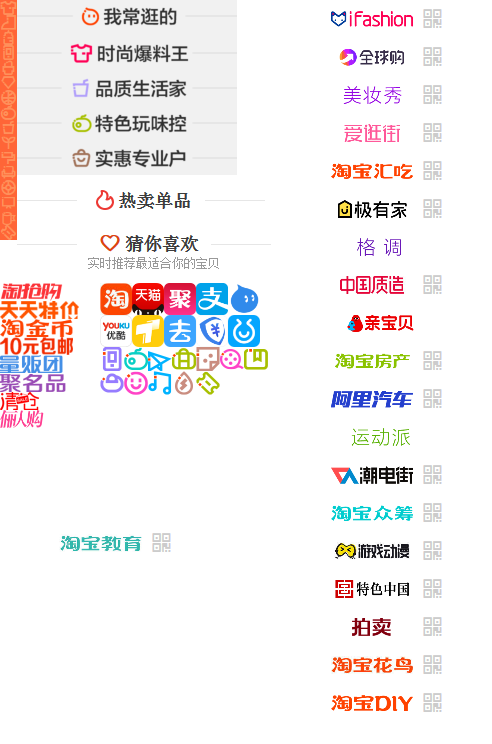 我常逛的
时尚爆料王
品质生活家
特色玩味控
实惠专业户
热卖单品
猜你喜欢
实时推荐最适合你的宝贝
淘抢购
天天特价
淘金币
10元包邮
量贩团
聚名品
清仓
俪人购
淘
天猫
聚
支
YOUKU
优酷
去
淘宝教育
iFashion
全球购
美妆秀
爱逛街
淘宝汇吃
极有家
格调
中国质造
亲宝贝
淘宝房产
阿里汽车
运动派
潮电街
淘宝众筹
游戏动漫
特色中国
拍卖
淘宝花鸟
淘宝DIY